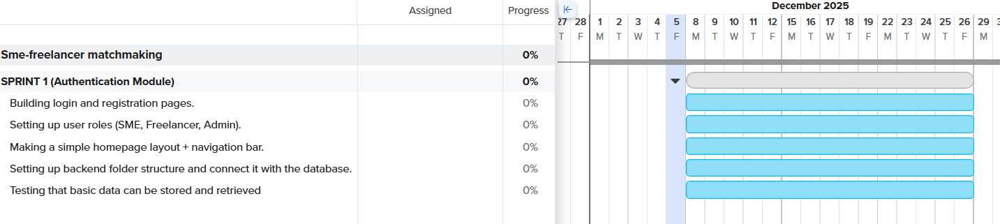 Assigned Progress December 2025
27 28 1 2 3 4 5 8 9 10 11 12 15 16 17 18 19 22 23 24 25 26 29
T F M T W T F M T W T F M T W T F M T W T F M
Sme-freelancer matchmaking 0%
SPRINT 1 (Authentication Module) 0%
Building login and registration pages. 0%
Setting up user roles (SME, Freelancer, Admin). 0%
Making a simple homepage layout + navigation bar. 0%
Setting up backend folder structure and connect it with the database. 0%
Testing that basic data can be stored and retrieved 0%